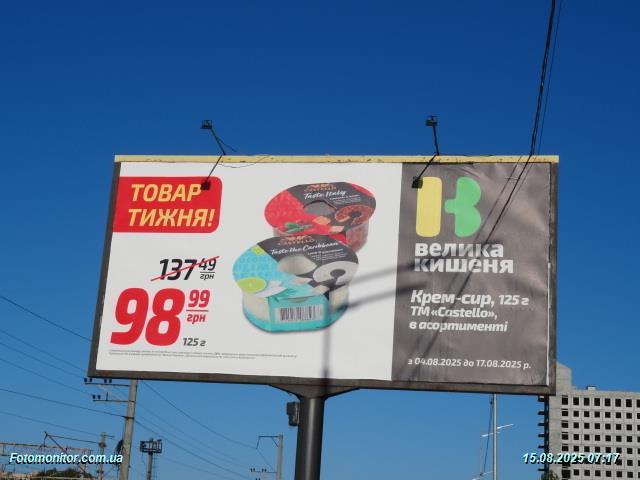 ТОВАР
ТИЖНЯ!
137 49
грн
98 99
грн
125 г
CASTELLO
Taste Italy
CASTELLO
Taste the Caribbean
велика
кишеня
Крем-сир, 125 г
ТМ «Castello»,
в асортименті
з 04.08.2025 до 17.08.2025 р.
Fotomonitor.com.ua
15.08.2025 07:17